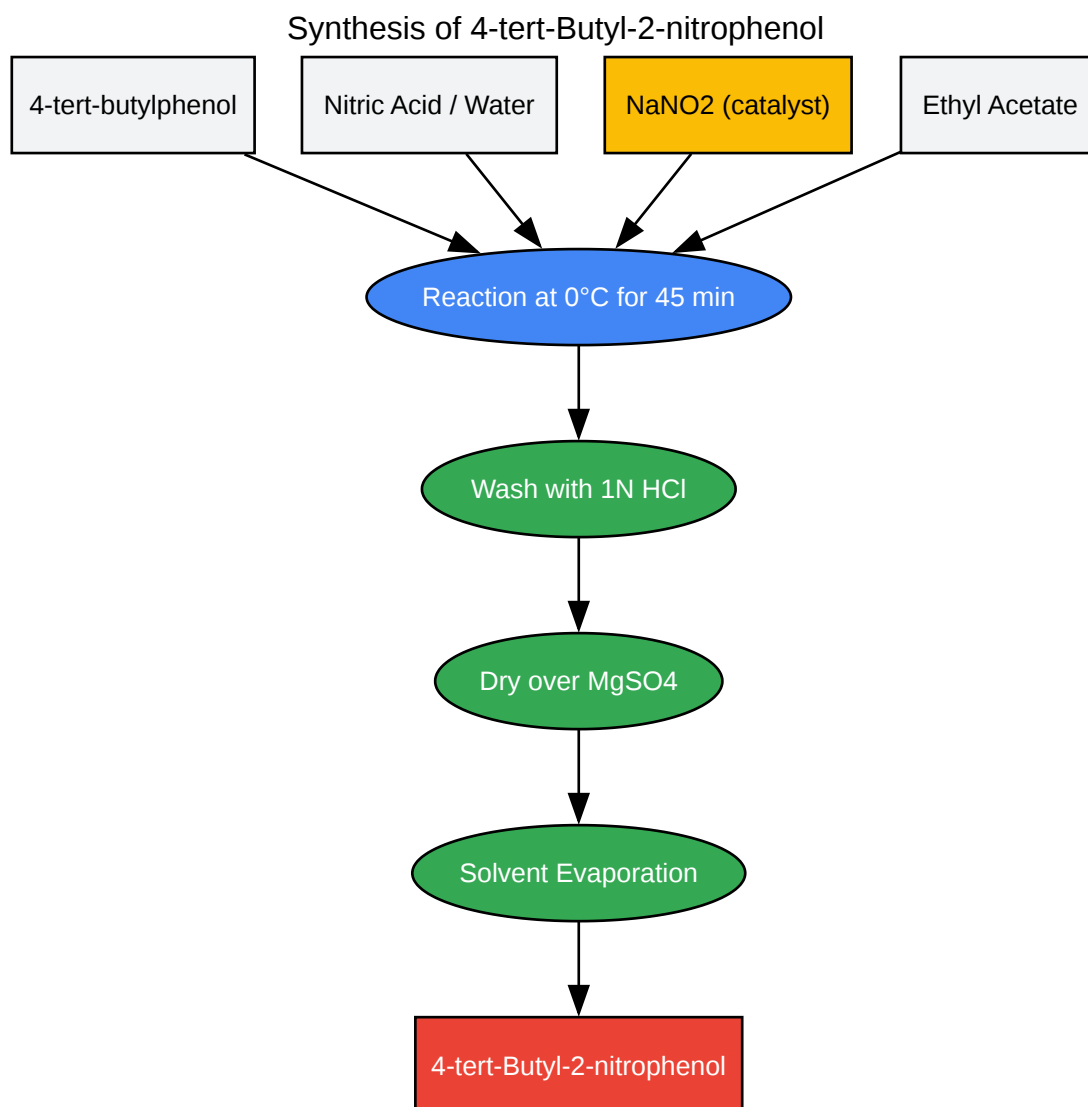 Synthesis of 4-tert-Butyl-2-nitrophenol
4-tert-butylphenol
Nitric Acid / Water
NaNO2 (catalyst)
Ethyl Acetate
Reaction at 0°C for 45 min
Wash with 1N HCl
Dry over MgSO4
Solvent Evaporation
4-tert-Butyl-2-nitrophenol